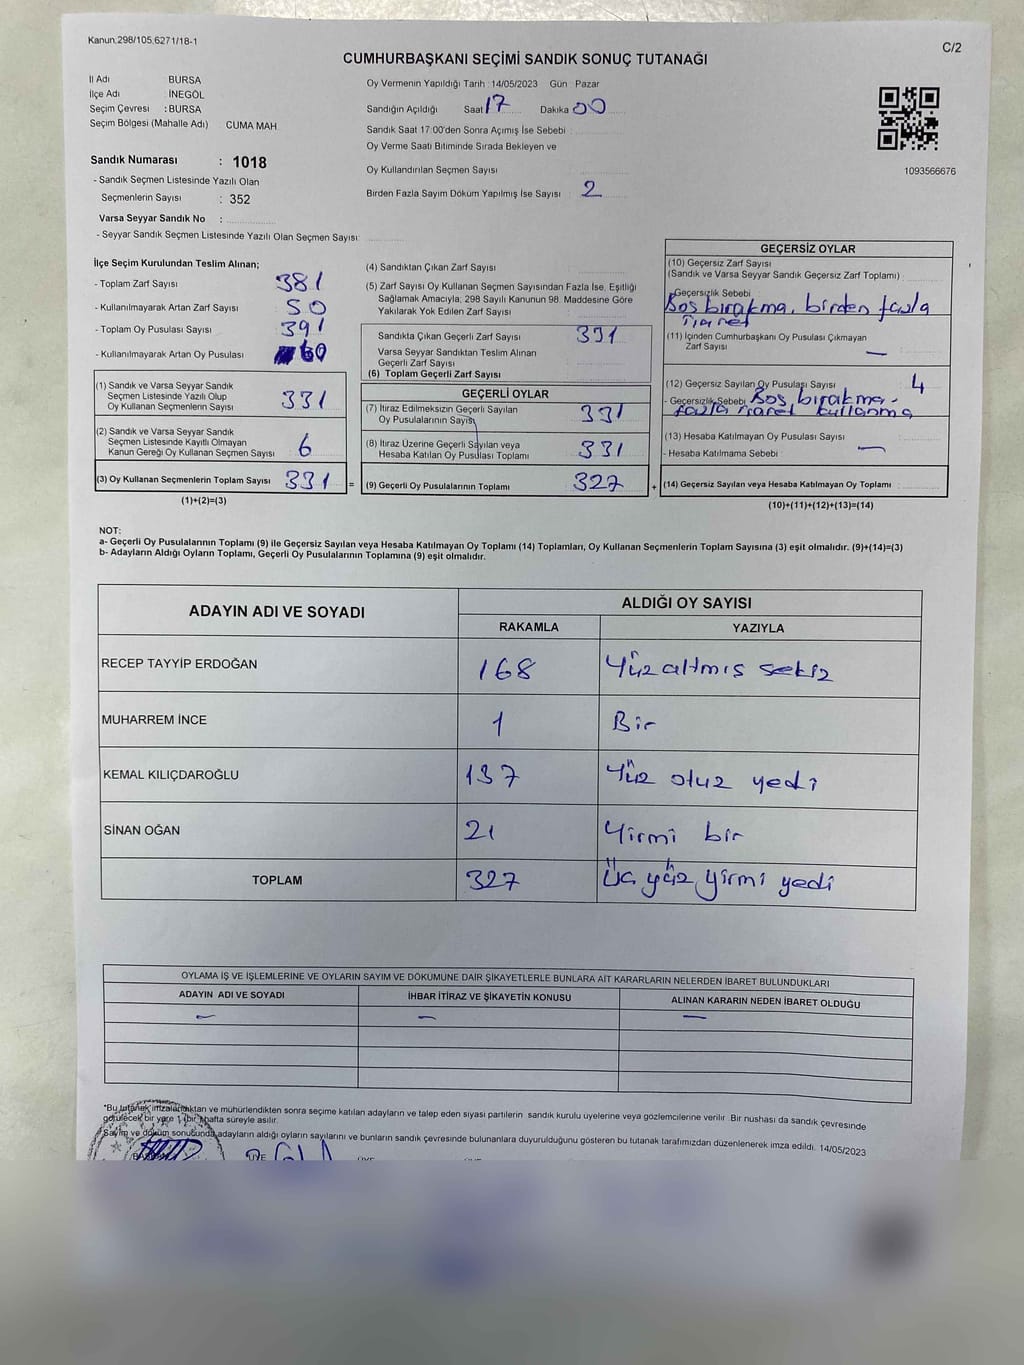 Kanun.298/105,6271/18-1
C/2
CUMHURBAŞKANI SEÇİMİ SANDIK SONUÇ TUTANAĞI
İl Adı : BURSA
İlçe Adı : İNEGÖL
Seçim Çevresi : BURSA
Seçim Bölgesi (Mahalle Adı) CUMA MAH
Sandık Numarası : 1018
- Sandık Seçmen Listesinde Yazılı Olan
Seçmenlerin Sayısı : 352
Varsa Seyyar Sandık No :
- Seyyar Sandık Seçmen Listesinde Yazılı Olan Seçmen Sayısı:
Oy Vermenin Yapıldığı Tarih : 14/05/2023 Gün Pazar
Sandığın Açıldığı Saat 17 Dakika 00
Sandık Saat 17:00'den Sonra Açımış İse Sebebi :
Oy Verme Saati Bitiminde Sırada Bekleyen ve
Oy Kullandırılan Seçmen Sayısı
Birden Fazla Sayım Döküm Yapılmış İse Sayısı : 2
1093566676
İlçe Seçim Kurulundan Teslim Alınan;
- Toplam Zarf Sayısı 381
- Kullanılmayarak Artan Zarf Sayısı 50
- Toplam Oy Pusulası Sayısı 391
- Kullanılmayarak Artan Oy Pusulası 60
(1) Sandık ve Varsa Seyyar Sandık
Seçmen Listesinde Yazılı Olup
Oy Kullanan Seçmenlerin Sayısı 331
(2) Sandık ve Varsa Seyyar Sandık
Seçmen Listesinde Kayıtlı Olmayan
Kanun Gereği Oy Kullanan Seçmen Sayısı 6
(3) Oy Kullanan Seçmenlerin Toplam Sayısı 331 =
(1)+(2)=(3)
(4) Sandıktan Çıkan Zarf Sayısı
(5) Zarf Sayısı Oy Kullanan Seçmen Sayısından Fazla İse, Eşitliği
Sağlamak Amacıyla; 298 Sayılı Kanunun 98. Maddesine Göre
Yakılarak Yok Edilen Zarf Sayısı
Sandıkta Çıkan Geçerli Zarf Sayısı 331
Varsa Seyyar Sandıktan Teslim Alınan
Geçerli Zarf Sayısı
(6) Toplam Geçerli Zarf Sayısı
GEÇERLİ OYLAR
(7) İtiraz Edilmeksizin Geçerli Sayılan
Oy Pusulalarının Sayısı 331
(8) İtiraz Üzerine Geçerli Sayılan veya
Hesaba Katılan Oy Pusulası Toplamı 331
(9) Geçerli Oy Pusulalarının Toplamı 327 +
GEÇERSİZ OYLAR
(10) Geçersiz Zarf Sayısı
(Sandık ve Varsa Seyyar Sandık Geçersiz Zarf Toplamı)
- Geçersizlik Sebebi
Boş bırakma, birden fazla
işaret
(11) İçinden Cumhurbaşkanı Oy Pusulası Çıkmayan
Zarf Sayısı —
(12) Geçersiz Sayılan Oy Pusulası Sayısı 4
- Geçersizlik Sebebi Boş bırakma -
fazla işaret kullanma
(13) Hesaba Katılmayan Oy Pusulası Sayısı :
- Hesaba Katılmama Sebebi —
(14) Geçersiz Sayılan veya Hesaba Katılmayan Oy Toplamı :
(10)+(11)+(12)+(13)=(14)
NOT:
a- Geçerli Oy Pusulalarının Toplamı (9) ile Geçersiz Sayılan veya Hesaba Katılmayan Oy Toplamı (14) Toplamları, Oy Kullanan Seçmenlerin Toplam Sayısına (3) eşit olmalıdır. (9)+(14)=(3)
b- Adayların Aldığı Oyların Toplamı, Geçerli Oy Pusulalarının Toplamına (9) eşit olmalıdır.
ADAYIN ADI VE SOYADI
ALDIĞI OY SAYISI
RAKAMLA YAZIYLA
RECEP TAYYİP ERDOĞAN 168 Yüz altmış sekiz
MUHARREM İNCE 1 Bir
KEMAL KILIÇDAROĞLU 137 Yüz otuz yedi
SİNAN OĞAN 21 Yirmi bir
TOPLAM 327 Üç yüz yirmi yedi
OYLAMA İŞ VE İŞLEMLERİNE VE OYLARIN SAYIM VE DÖKÜMÜNE DAİR ŞİKAYETLERLE BUNLARA AİT KARARLARIN NELERDEN İBARET BULUNDUKLARI
ADAYIN ADI VE SOYADI İHBAR İTİRAZ VE ŞİKAYETİN KONUSU ALINAN KARARIN NEDEN İBARET OLDUĞU
— — —
*Bu tutanak imzalandıktan ve mühürlendikten sonra seçime katılan adayların ve talep eden siyasi partilerin sandık kurulu üyelerine veya gözlemcilerine verilir. Bir nushası da sandık çevresinde
görülecek bir yere 1 (bir) hafta süreyle asılır.
Sayım ve döküm sonucunda adayların aldığı oyların sayılarını ve bunların sandık çevresinde bulunanlara duyurulduğunu gösteren bu tutanak tarafımızdan düzenlenerek imza edildi. 14/05/2023
BAŞKAN ÜYE